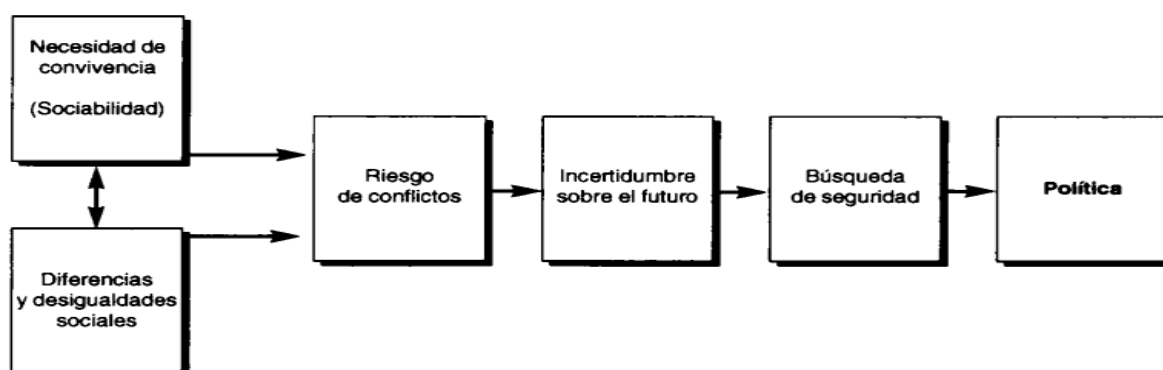 Necesidad de
convivencia
(Sociabilidad)
Diferencias
y desigualdades
sociales
Riesgo
de conflictos
Incertidumbre
sobre el futuro
Búsqueda
de seguridad
Política